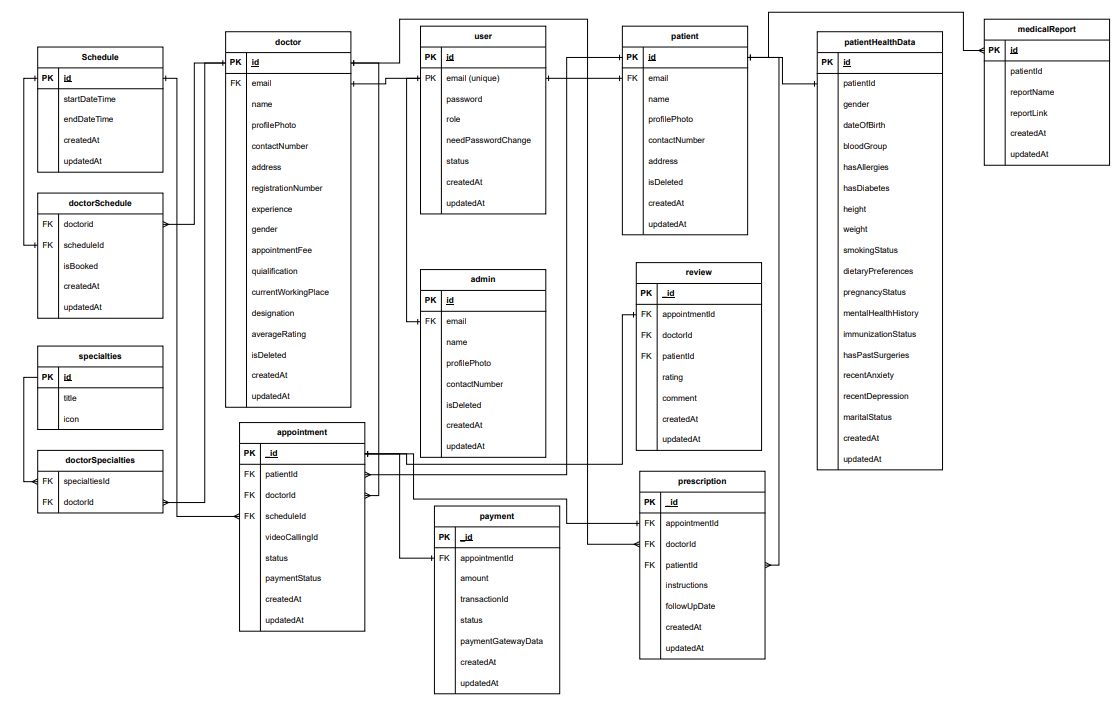 Schedule
PK id
startDateTime
endDateTime
createdAt
updatedAt
doctorSchedule
FK doctorid
FK scheduleId
isBooked
createdAt
updatedAt
specialties
PK id
title
icon
doctorSpecialties
FK specialtiesId
FK doctorId
doctor
PK id
FK email
name
profilePhoto
contactNumber
address
registrationNumber
experience
gender
appointmentFee
quialification
currentWorkingPlace
designation
averageRating
isDeleted
createdAt
updatedAt
appointment
PK _id
FK patientId
FK doctorId
FK scheduleId
videoCallingId
status
paymentStatus
createdAt
updatedAt
user
PK id
PK email (unique)
password
role
needPasswordChange
status
createdAt
updatedAt
admin
PK id
FK email
name
profilePhoto
contactNumber
isDeleted
createdAt
updatedAt
payment
PK _id
FK appointmentId
amount
transactionId
status
paymentGatewayData
createdAt
updatedAt
patient
PK id
FK email
name
profilePhoto
contactNumber
address
isDeleted
createdAt
updatedAt
review
PK _id
FK appointmentId
FK doctorId
FK patientId
rating
comment
createdAt
updatedAt
prescription
PK _id
FK appointmentId
FK doctorId
FK patientId
instructions
followUpDate
createdAt
updatedAt
patientHealthData
PK id
patientId
gender
dateOfBirth
bloodGroup
hasAllergies
hasDiabetes
height
weight
smokingStatus
dietaryPreferences
pregnancyStatus
mentalHealthHistory
immunizationStatus
hasPastSurgeries
recentAnxiety
recentDepression
maritalStatus
createdAt
updatedAt
medicalReport
PK id
patientId
reportName
reportLink
createdAt
updatedAt